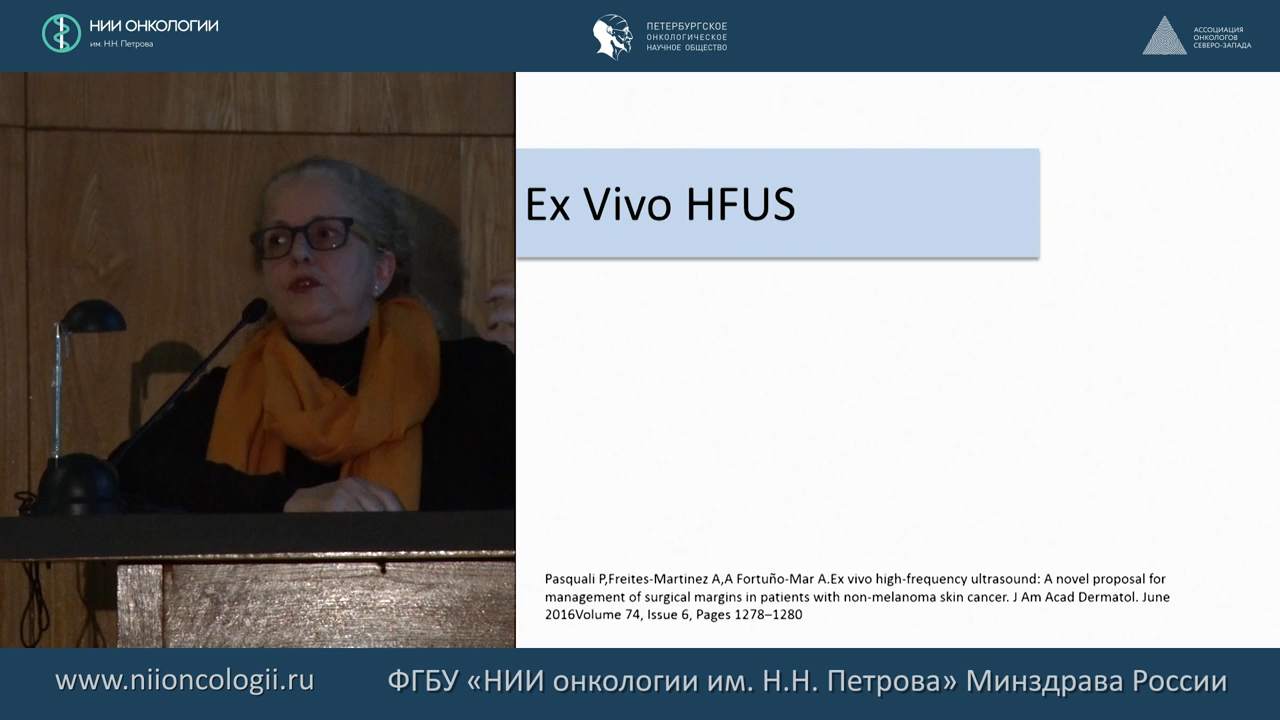 НИИ ОНКОЛОГИИ
им. Н.Н. Петрова
ПЕТЕРБУРГСКОЕ
ОНКОЛОГИЧЕСКОЕ
НАУЧНОЕ ОБЩЕСТВО
АССОЦИАЦИЯ
ОНКОЛОГОВ
СЕВЕРО-ЗАПАДА
Ex Vivo HFUS
Pasquali P,Freites-Martinez A,A Fortuño-Mar A.Ex vivo high-frequency ultrasound: A novel proposal for
management of surgical margins in patients with non-melanoma skin cancer. J Am Acad Dermatol. June
2016Volume 74, Issue 6, Pages 1278–1280
www.niioncologii.ru
ФГБУ «НИИ онкологии им. Н.Н. Петрова» Минздрава России